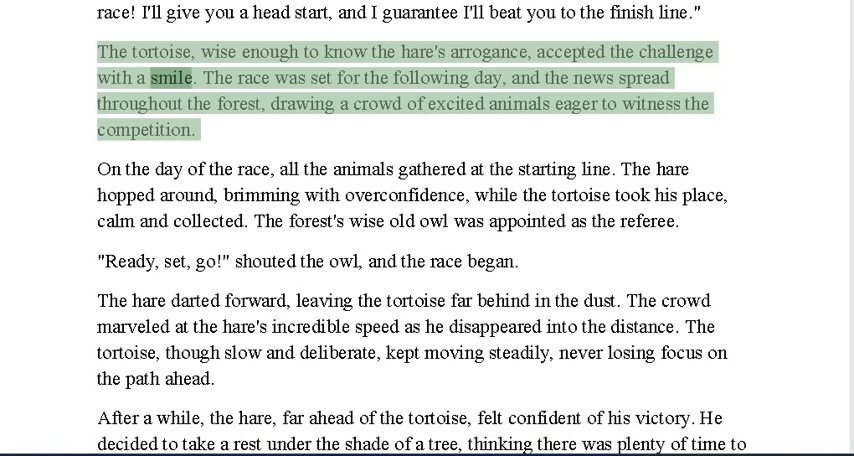 race! I'll give you a head start, and I guarantee I'll beat you to the finish line."
The tortoise, wise enough to know the hare's arrogance, accepted the challenge
with a smile. The race was set for the following day, and the news spread
throughout the forest, drawing a crowd of excited animals eager to witness the
competition.
On the day of the race, all the animals gathered at the starting line. The hare
hopped around, brimming with overconfidence, while the tortoise took his place,
calm and collected. The forest's wise old owl was appointed as the referee.
"Ready, set, go!" shouted the owl, and the race began.
The hare darted forward, leaving the tortoise far behind in the dust. The crowd
marveled at the hare's incredible speed as he disappeared into the distance. The
tortoise, though slow and deliberate, kept moving steadily, never losing focus on
the path ahead.
After a while, the hare, far ahead of the tortoise, felt confident of his victory. He
decided to take a rest under the shade of a tree, thinking there was plenty of time to